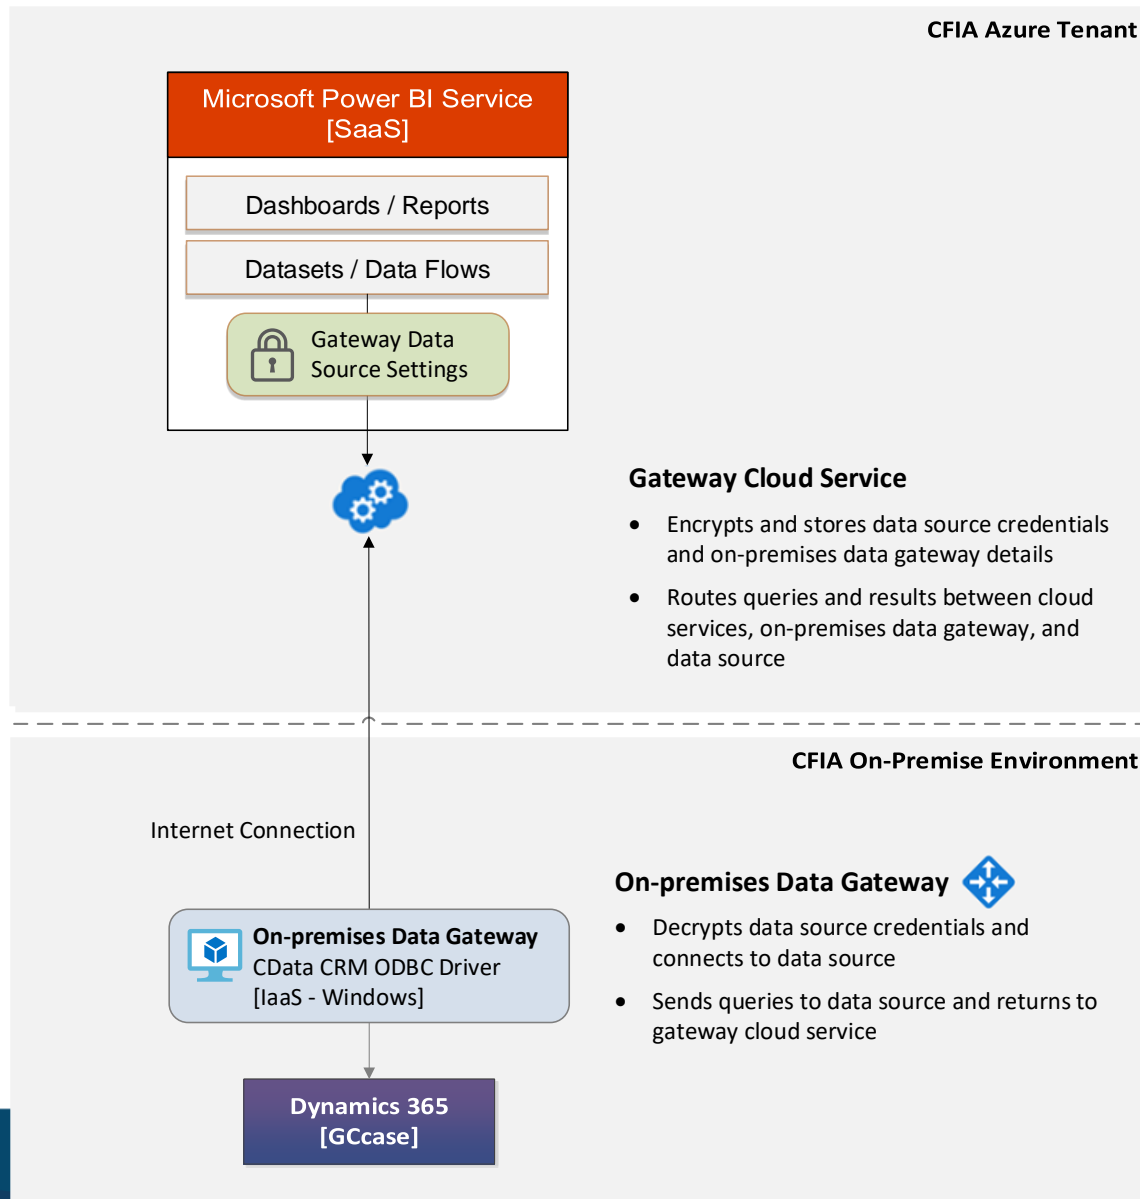 CFIA Azure Tenant
Microsoft Power BI Service
[SaaS]
Dashboards / Reports
Datasets / Data Flows
Gateway Data
Source Settings
Gateway Cloud Service
• Encrypts and stores data source credentials
and on-premises data gateway details
• Routes queries and results between cloud
services, on-premises data gateway, and
data source
CFIA On-Premise Environment
Internet Connection
On-premises Data Gateway
CData CRM ODBC Driver
[IaaS - Windows]
On-premises Data Gateway
• Decrypts data source credentials and
connects to data source
• Sends queries to data source and returns to
gateway cloud service
Dynamics 365
[GCcase]